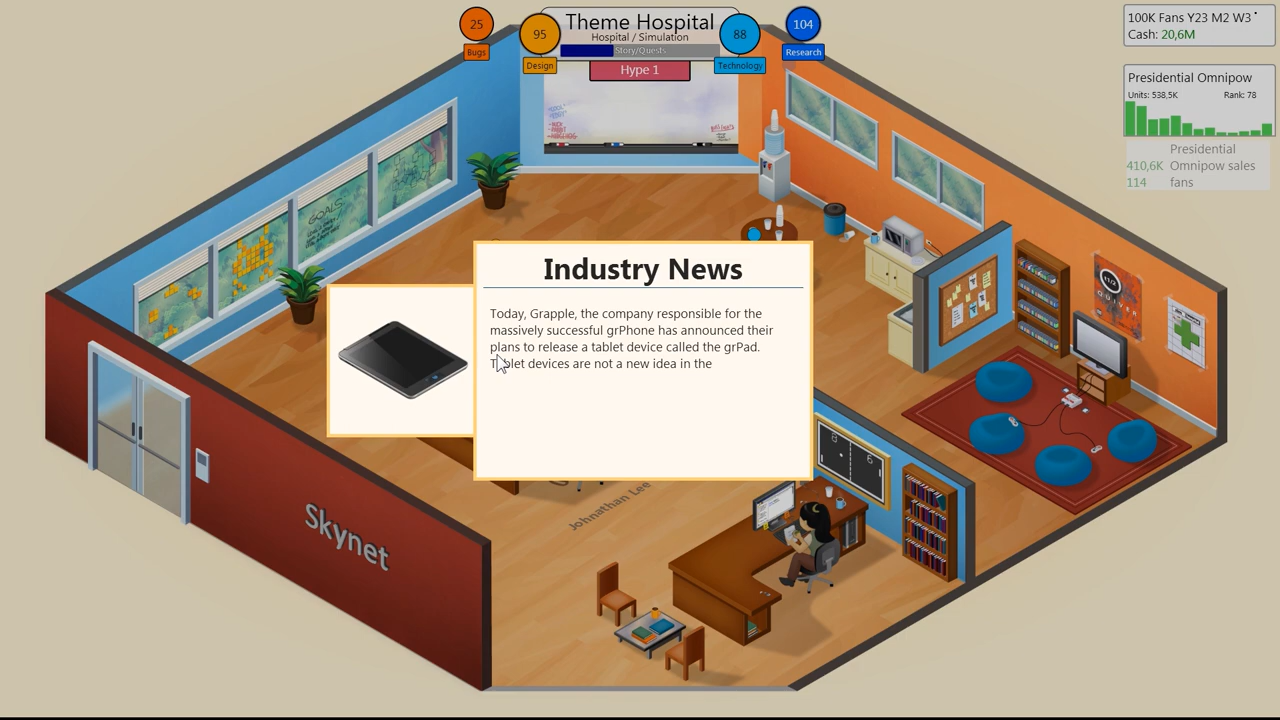 Theme Hospital
Hospital / Simulation
Story/Quests
Hype 1
25
Bugs
95
Design
88
Technology
104
Research
100K Fans Y23 M2 W3
Cash: 20,6M
Presidential Omnipow
Units: 538,5K Rank: 78
Presidential
410,6K Omnipow sales
114 fans
GOALS
Industry News
Today, Grapple, the company responsible for the
massively successful grPhone has announced their
plans to release a tablet device called the grPad.
Tablet devices are not a new idea in the
Johnathan Lee
Skynet